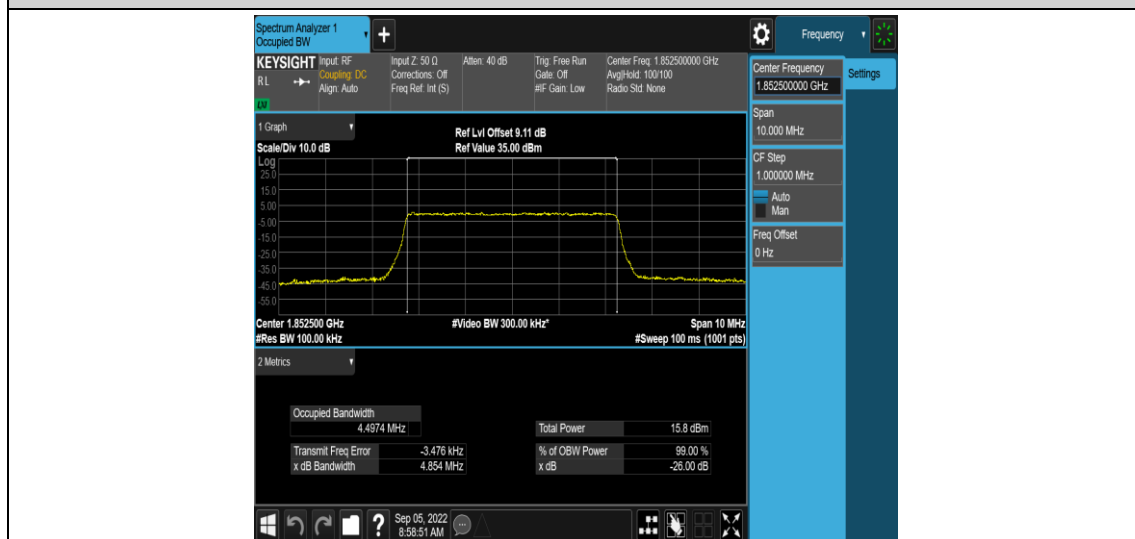 Spectrum Analyzer 1
Occupied BW
+
Frequency
KEYSIGHT
RL
LXI
Input: RF
Coupling: DC
Align: Auto
Input Z: 50 Ω
Corrections: Off
Freq Ref: Int (S)
Atten: 40 dB
Trig: Free Run
Gate: Off
#IF Gain: Low
Center Freq: 1.852500000 GHz
Avg|Hold: 100/100
Radio Std: None
Center Frequency
1.852500000 GHz
Settings
Span
10.000 MHz
CF Step
1.000000 MHz
Auto
Man
Freq Offset
0 Hz
1 Graph
Ref Lvl Offset 9.11 dB
Scale/Div 10.0 dB
Ref Value 35.00 dBm
Log
25.0
15.0
5.00
-5.00
-15.0
-25.0
-35.0
-45.0
-55.0
Center 1.852500 GHz
#Video BW 300.00 kHz*
Span 10 MHz
#Res BW 100.00 kHz
#Sweep 100 ms (1001 pts)
2 Metrics
Occupied Bandwidth
4.4974 MHz
Total Power 15.8 dBm
Transmit Freq Error -3.476 kHz
% of OBW Power 99.00 %
x dB Bandwidth 4.854 MHz
x dB -26.00 dB
?
Sep 05, 2022
8:58:51 AM